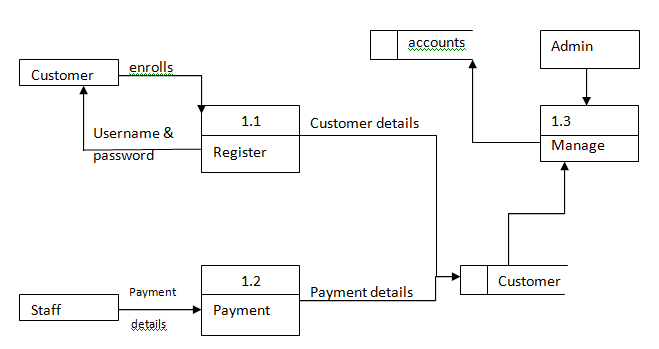 accounts
Admin
enrolls
Customer
1.1
Customer details
1.3
Username &
password
Register
Manage
1.2
Customer
Payment
details
Payment details
Staff
Payment